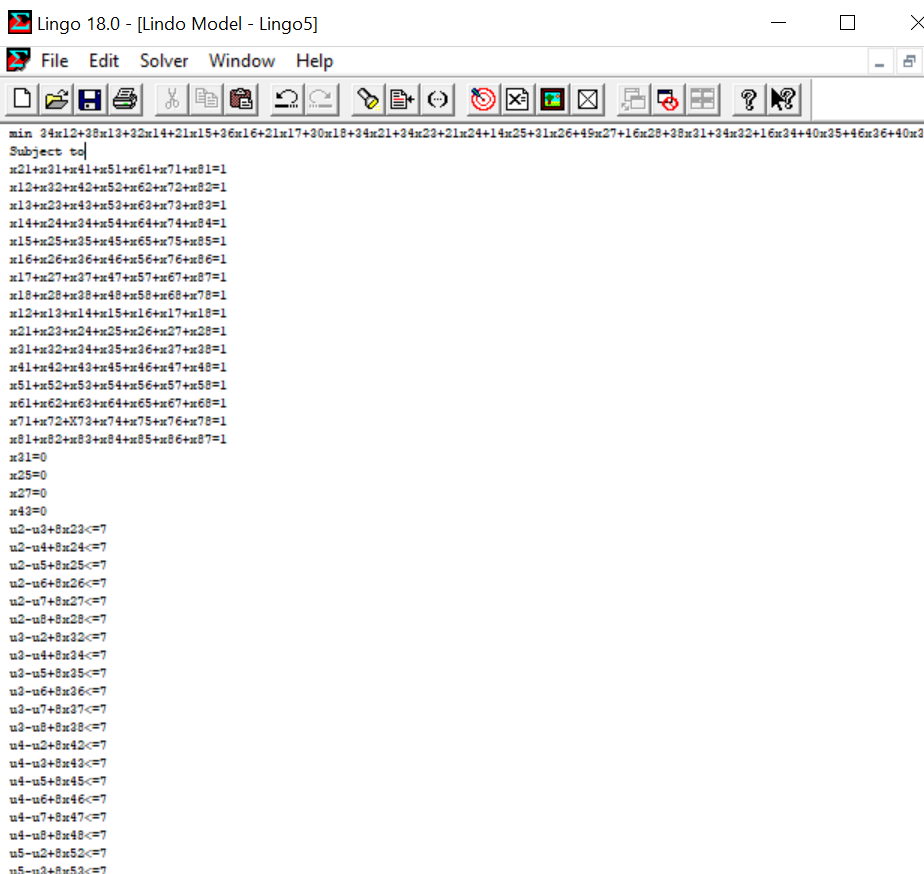 Lingo 18.0 - [Lindo Model - Lingo5]
File Edit Solver Window Help
min 34x12+38x13+32x14+21x15+36x16+21x17+30x18+34x21+34x23+21x24+14x25+31x26+49x27+16x28+38x31+34x32+16x34+40x35+46x36+40x3
Subject to
x21+x31+x41+x51+x61+x71+x81=1
x12+x32+x42+x52+x62+x72+x82=1
x13+x23+x43+x53+x63+x73+x83=1
x14+x24+x34+x54+x64+x74+x84=1
x15+x25+x35+x45+x65+x75+x85=1
x16+x26+x36+x46+x56+x76+x86=1
x17+x27+x37+x47+x57+x67+x87=1
x18+x28+x38+x48+x58+x68+x78=1
x12+x13+x14+x15+x16+x17+x18=1
x21+x23+x24+x25+x26+x27+x28=1
x31+x32+x34+x35+x36+x37+x38=1
x41+x42+x43+x45+x46+x47+x48=1
x51+x52+x53+x54+x56+x57+x58=1
x61+x62+x63+x64+x65+x67+x68=1
x71+x72+X73+x74+x75+x76+x78=1
x81+x82+x83+x84+x85+x86+x87=1
x31=0
x25=0
x27=0
x43=0
u2-u3+8x23<=7
u2-u4+8x24<=7
u2-u5+8x25<=7
u2-u6+8x26<=7
u2-u7+8x27<=7
u2-u8+8x28<=7
u3-u2+8x32<=7
u3-u4+8x34<=7
u3-u5+8x35<=7
u3-u6+8x36<=7
u3-u7+8x37<=7
u3-u8+8x38<=7
u4-u2+8x42<=7
u4-u3+8x43<=7
u4-u5+8x45<=7
u4-u6+8x46<=7
u4-u7+8x47<=7
u4-u8+8x48<=7
u5-u2+8x52<=7
u5-u3+8x53<=7